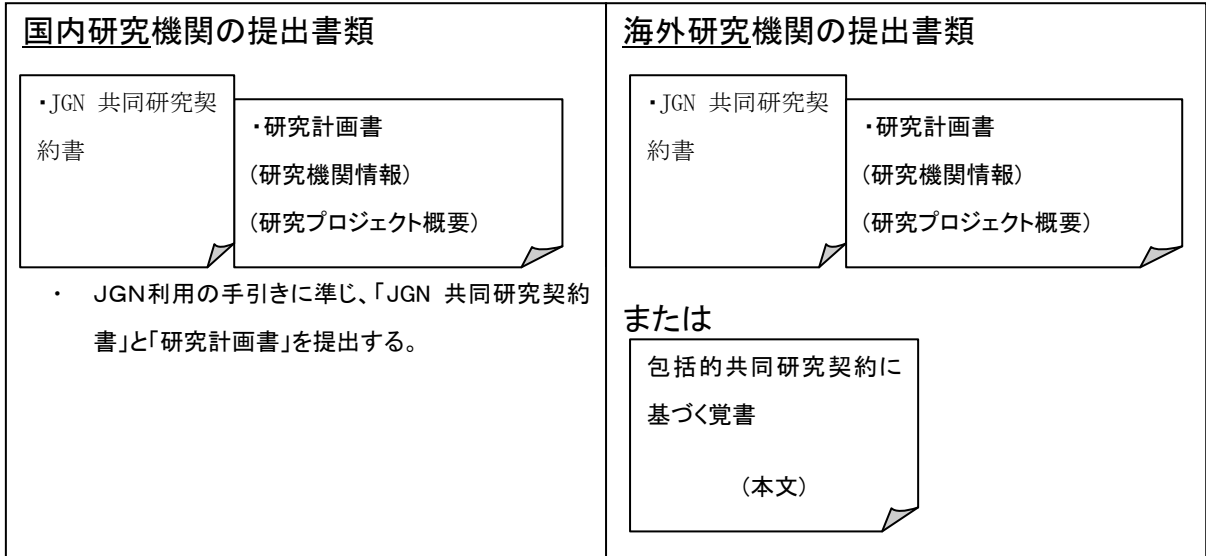 国内研究機関の提出書類
・JGN 共同研究契
約書
・研究計画書
(研究機関情報)
(研究プロジェクト概要)
・ JGN利用の手引きに準じ、「JGN 共同研究契約
書」と「研究計画書」を提出する。
海外研究機関の提出書類
・JGN 共同研究契
約書
・研究計画書
(研究機関情報)
(研究プロジェクト概要)
または
包括的共同研究契約に
基づく覚書
(本文)